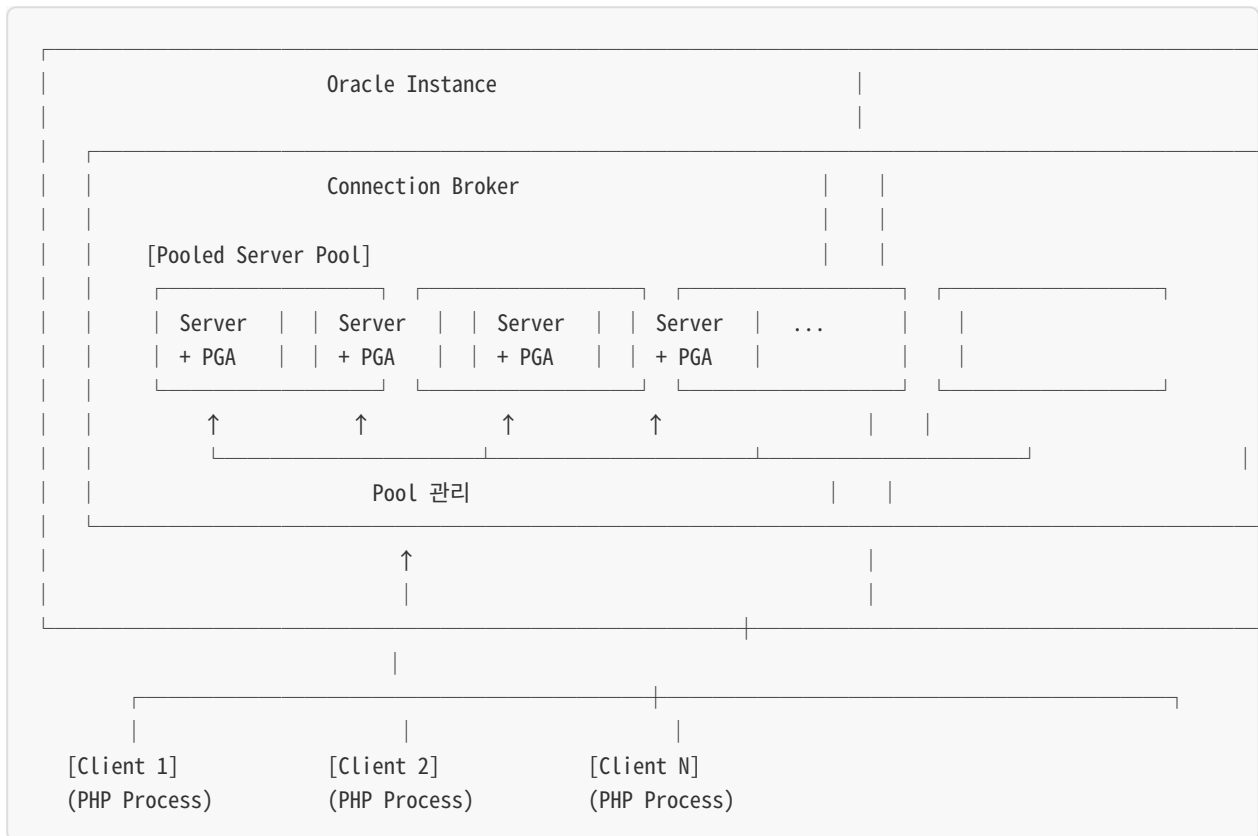 Oracle Instance
Connection Broker
[Pooled Server Pool]
Server Server Server Server ...
+ PGA + PGA + PGA + PGA
↑ ↑ ↑ ↑
Pool 관리
↑
[Client 1] [Client 2] [Client N]
(PHP Process) (PHP Process) (PHP Process)